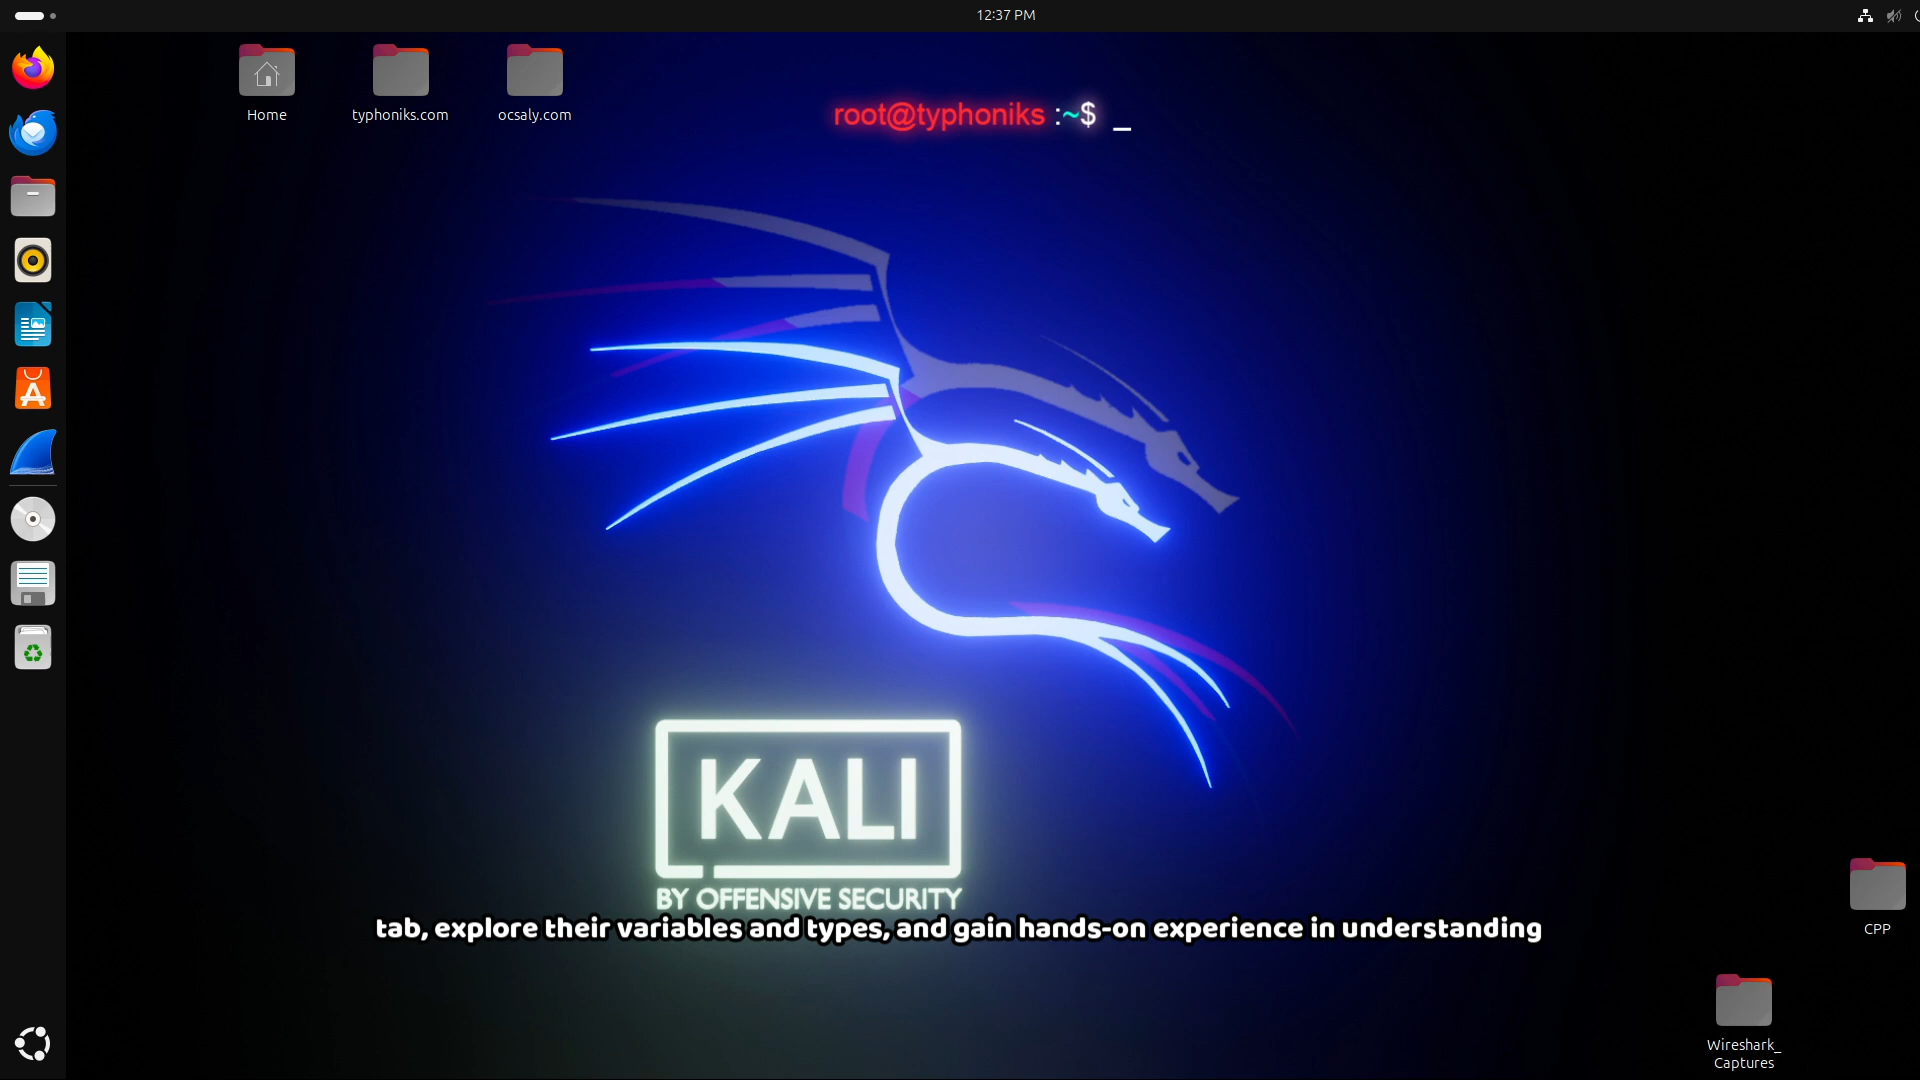 12:37 PM
Home
typhoniks.com
ocsaly.com
root@typhoniks :~$ _
KALI
BY OFFENSIVE SECURITY
tab, explore their variables and types, and gain hands-on experience in understanding
CPP
Wireshark_
Captures